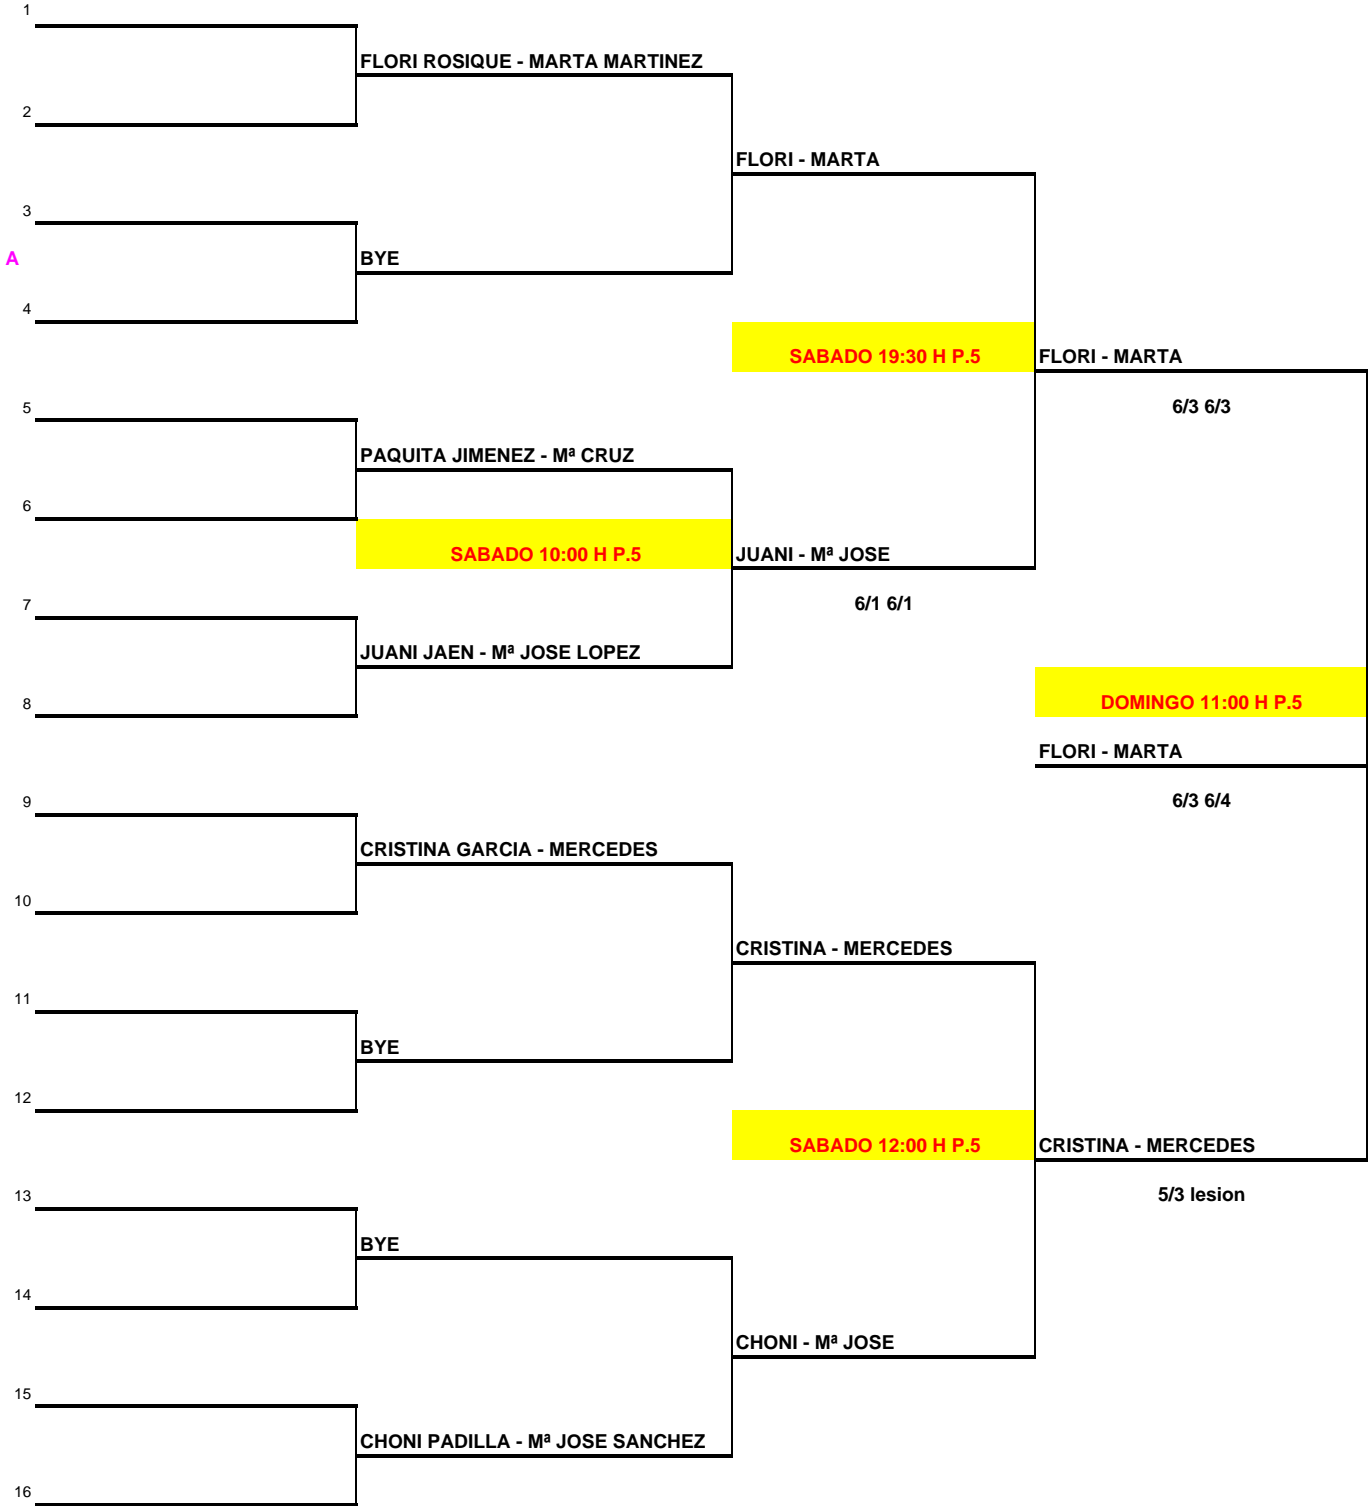 1
FLORI ROSIQUE - MARTA MARTINEZ
2
FLORI - MARTA
3
A
BYE
4
SABADO 19:30 H P.5
FLORI - MARTA
6/3 6/3
5
PAQUITA JIMENEZ - Mª CRUZ
6
SABADO 10:00 H P.5
JUANI - Mª JOSE
7
6/1 6/1
JUANI JAEN - Mª JOSE LOPEZ
8
DOMINGO 11:00 H P.5
FLORI - MARTA
9
6/3 6/4
CRISTINA GARCIA - MERCEDES
10
CRISTINA - MERCEDES
11
BYE
12
SABADO 12:00 H P.5
CRISTINA - MERCEDES
13
5/3 lesion
BYE
14
CHONI - Mª JOSE
15
CHONI PADILLA - Mª JOSE SANCHEZ
16